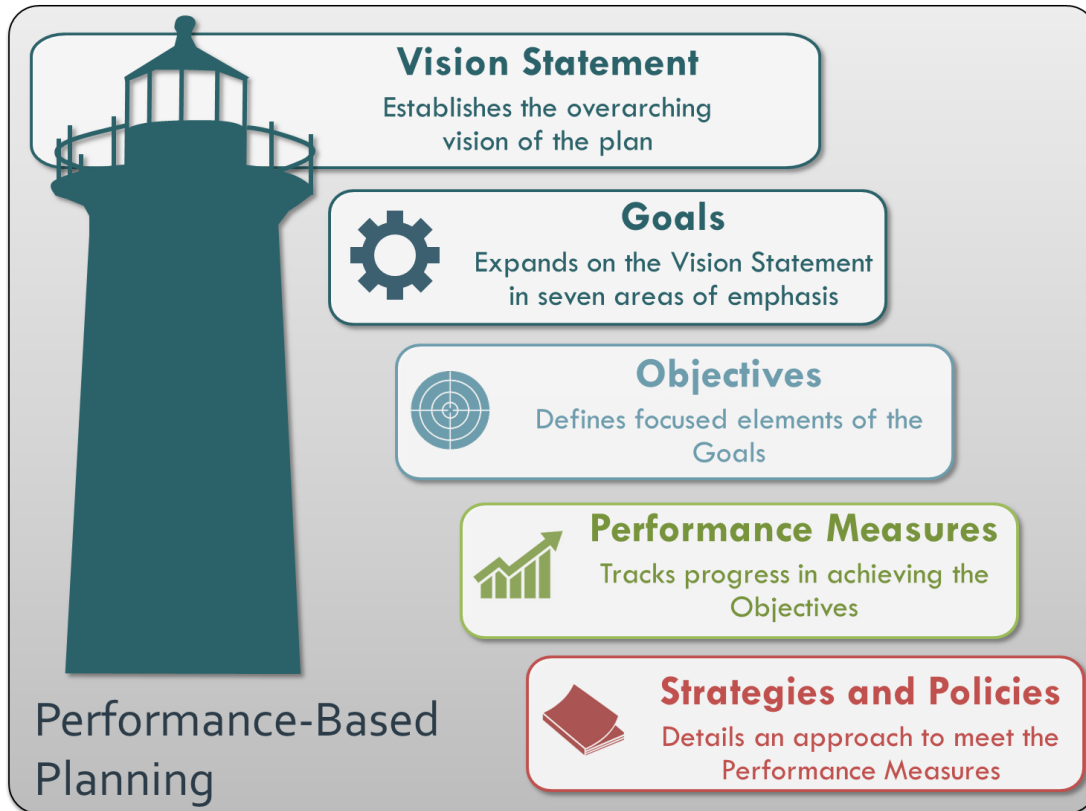 Vision Statement
Establishes the overarching
vision of the plan
Goals
Expands on the Vision Statement
in seven areas of emphasis
Objectives
Defines focused elements of the
Goals
Performance Measures
Tracks progress in achieving the
Objectives
Strategies and Policies
Details an approach to meet the
Performance Measures
Performance-Based
Planning